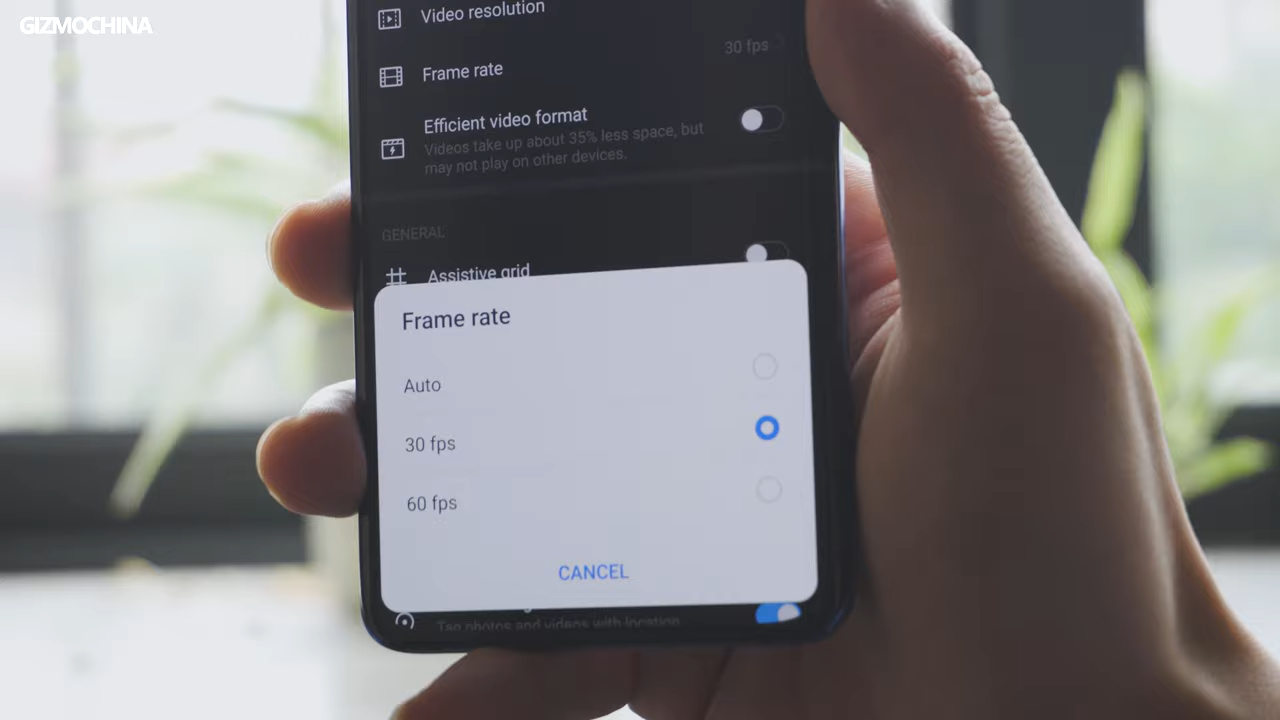 GIZMOCHINA
Video resolution
30 fps
Frame rate
Efficient video format
Videos take up about 35% less space, but
may not play on other devices.
GENERAL
Assistive grid
Frame rate
Auto
30 fps
60 fps
CANCEL
Tag photos and videos with location